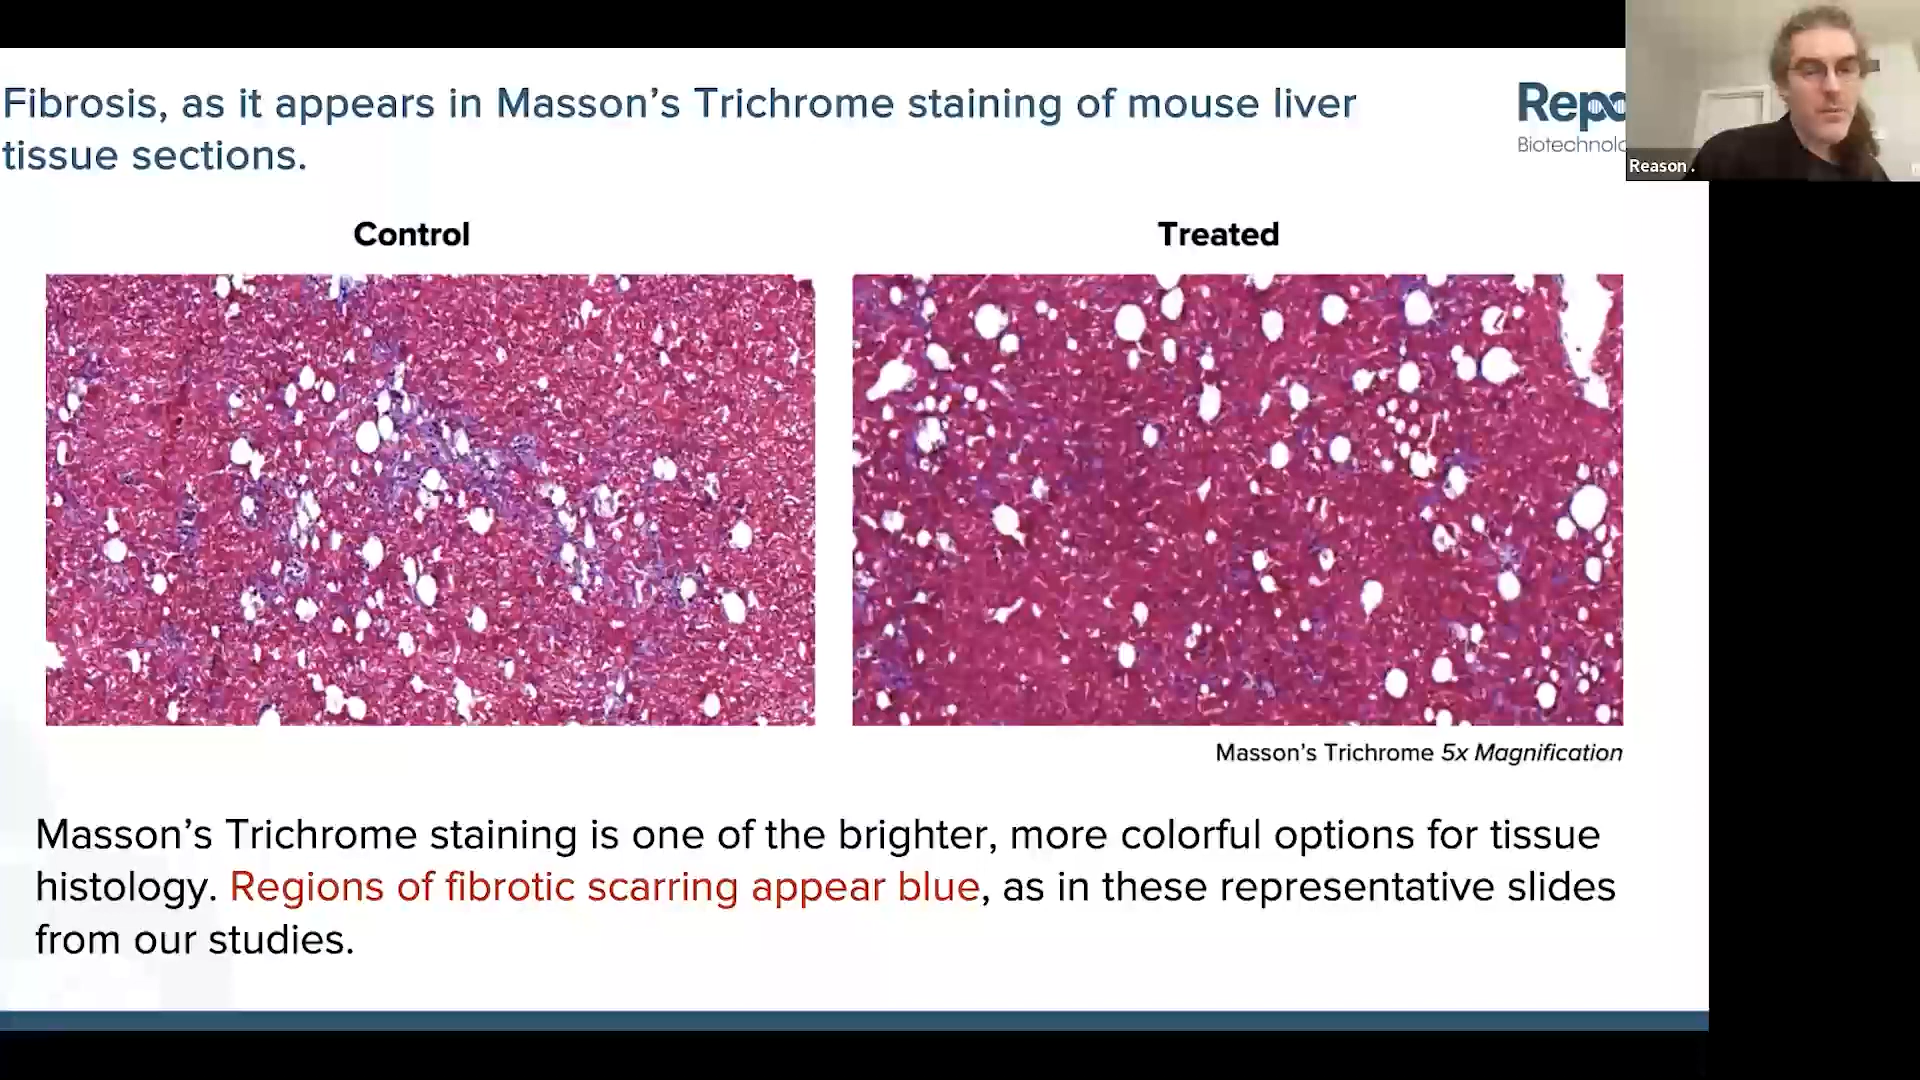 Fibrosis, as it appears in Masson's Trichrome staining of mouse liver
tissue sections.
Reason .
Control
Treated
Masson's Trichrome 5x Magnification
Masson's Trichrome staining is one of the brighter, more colorful options for tissue
histology. Regions of fibrotic scarring appear blue, as in these representative slides
from our studies.